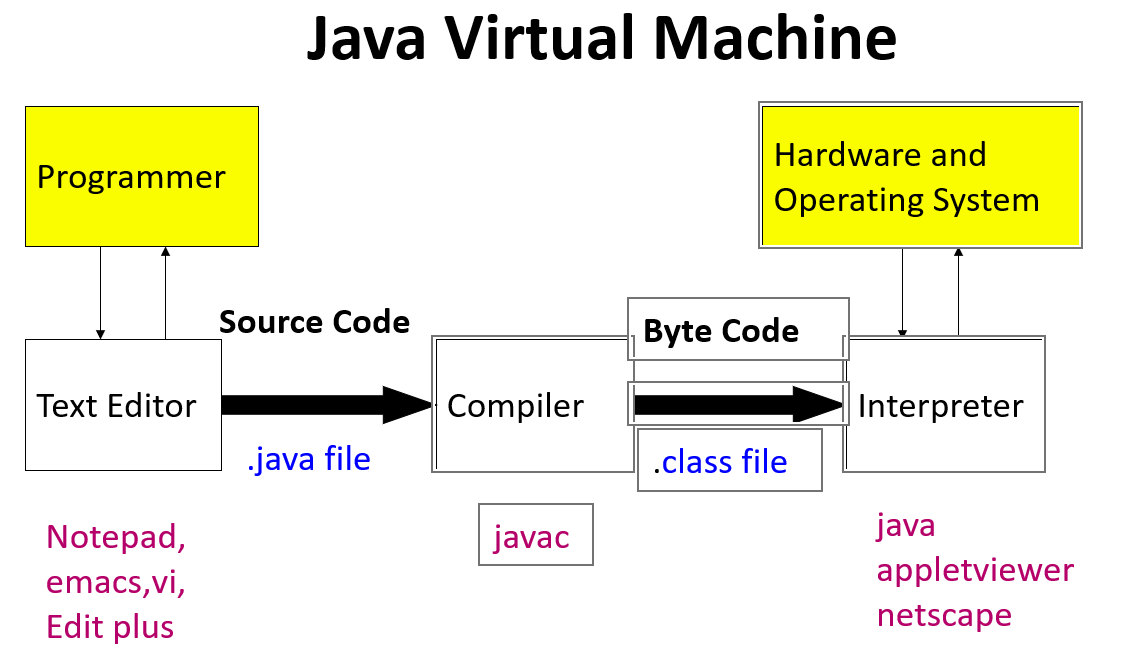 Java Virtual Machine
Programmer
Hardware and
Operating System
Source Code
Byte Code
Text Editor
Compiler
Interpreter
.java file
.class file
Notepad,
emacs,vi,
Edit plus
javac
java
appletviewer
netscape